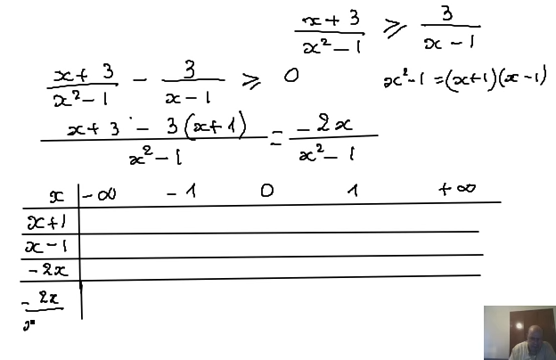 (x+3)/(x²-1) ⩾ 3/(x-1)
(x+3)/(x²-1) - 3/(x-1) ⩾ 0
x²-1 = (x+1)(x-1)
(x+3 - 3(x+1))/(x²-1) = -2x/(x²-1)
x | -∞ -1 0 1 +∞
x+1
x-1
-2x
-2x/x²